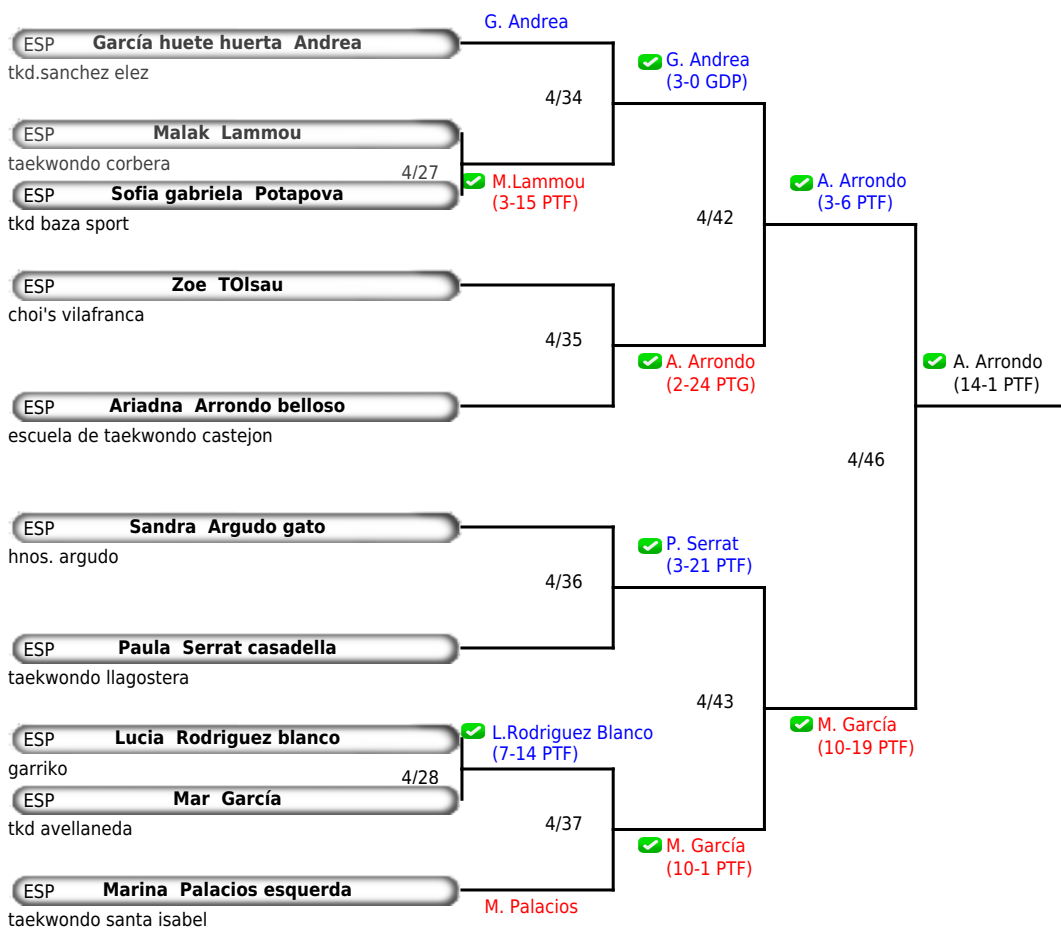 G. Andrea
ESP García huete huerta Andrea
tkd.sanchez elez
G. Andrea
(3-0 GDP)
4/34
ESP Malak Lammou
taekwondo corbera
4/27
ESP Sofia gabriela Potapova
tkd baza sport
M.Lammou
(3-15 PTF)
A. Arrondo
(3-6 PTF)
4/42
ESP Zoe TOlsau
choi's vilafranca
4/35
A. Arrondo
(2-24 PTG)
A. Arrondo
(14-1 PTF)
ESP Ariadna Arrondo belloso
escuela de taekwondo castejon
4/46
ESP Sandra Argudo gato
hnos. argudo
P. Serrat
(3-21 PTF)
4/36
ESP Paula Serrat casadella
taekwondo llagostera
4/43
ESP Lucia Rodriguez blanco
garriko
L.Rodriguez Blanco
(7-14 PTF)
M. García
(10-19 PTF)
4/28
ESP Mar García
tkd avellaneda
4/37
M. García
(10-1 PTF)
ESP Marina Palacios esquerda
taekwondo santa isabel
M. Palacios